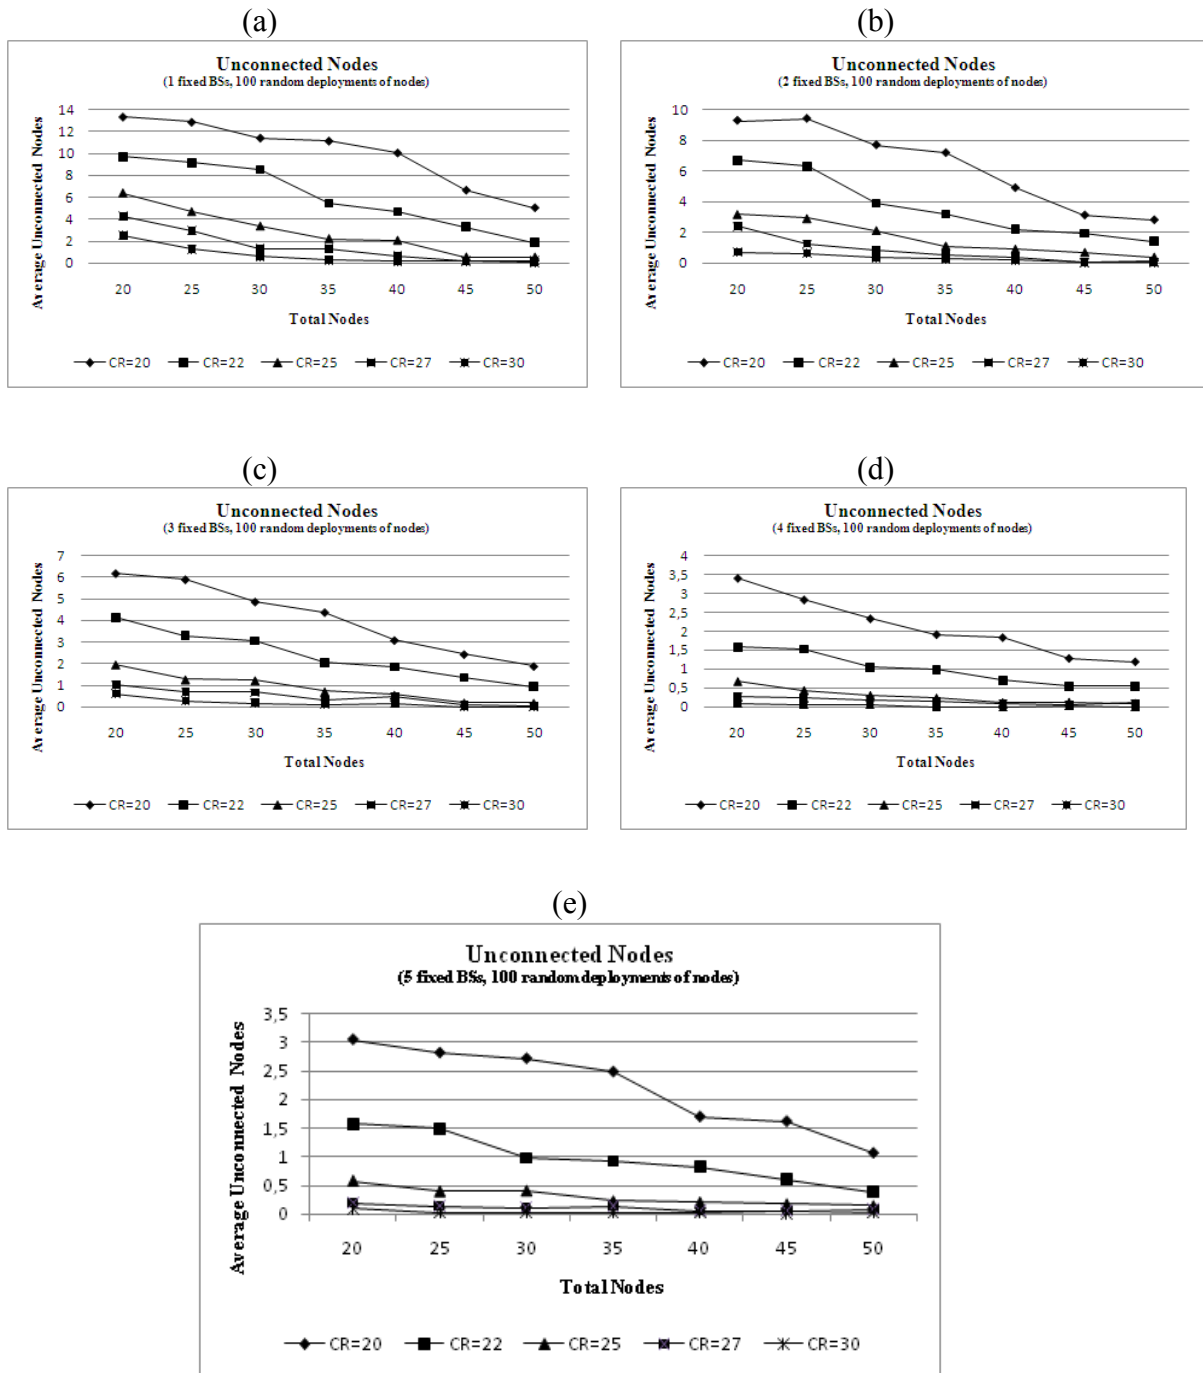 (a)
Unconnected Nodes
(1 fixed BSs, 100 random deployments of nodes)
Average Unconnected Nodes
14
12
10
8
6
4
2
0
20 25 30 35 40 45 50
Total Nodes
CR=20 CR=22 CR=25 CR=27 CR=30
(b)
Unconnected Nodes
(2 fixed BSs, 100 random deployments of nodes)
Average Unconnected Nodes
10
8
6
4
2
0
20 25 30 35 40 45 50
Total Nodes
CR=20 CR=22 CR=25 CR=27 CR=30
(c)
Unconnected Nodes
(3 fixed BSs, 100 random deployments of nodes)
Average Unconnected Nodes
7
6
5
4
3
2
1
0
20 25 30 35 40 45 50
Total Nodes
CR=20 CR=22 CR=25 CR=27 CR=30
(d)
Unconnected Nodes
(4 fixed BSs, 100 random deployments of nodes)
Average Unconnected Nodes
4
3,5
3
2,5
2
1,5
1
0,5
0
20 25 30 35 40 45 50
Total Nodes
CR=20 CR=22 CR=25 CR=27 CR=30
(e)
Unconnected Nodes
(5 fixed BSs, 100 random deployments of nodes)
Average Unconnected Nodes
3,5
3
2,5
2
1,5
1
0,5
0
20 25 30 35 40 45 50
Total Nodes
CR=20 CR=22 CR=25 CR=27 CR=30